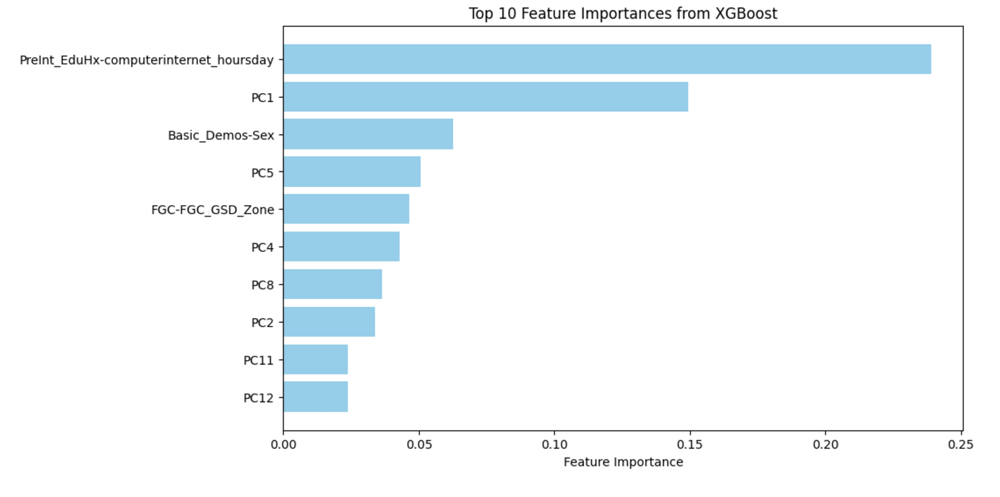 Top 10 Feature Importances from XGBoost
PreInt_EduHx-computerinternet_hoursday
PC1
Basic_Demos-Sex
PC5
FGC-FGC_GSD_Zone
PC4
PC8
PC2
PC11
PC12
0.00 0.05 0.10 0.15 0.20 0.25
Feature Importance